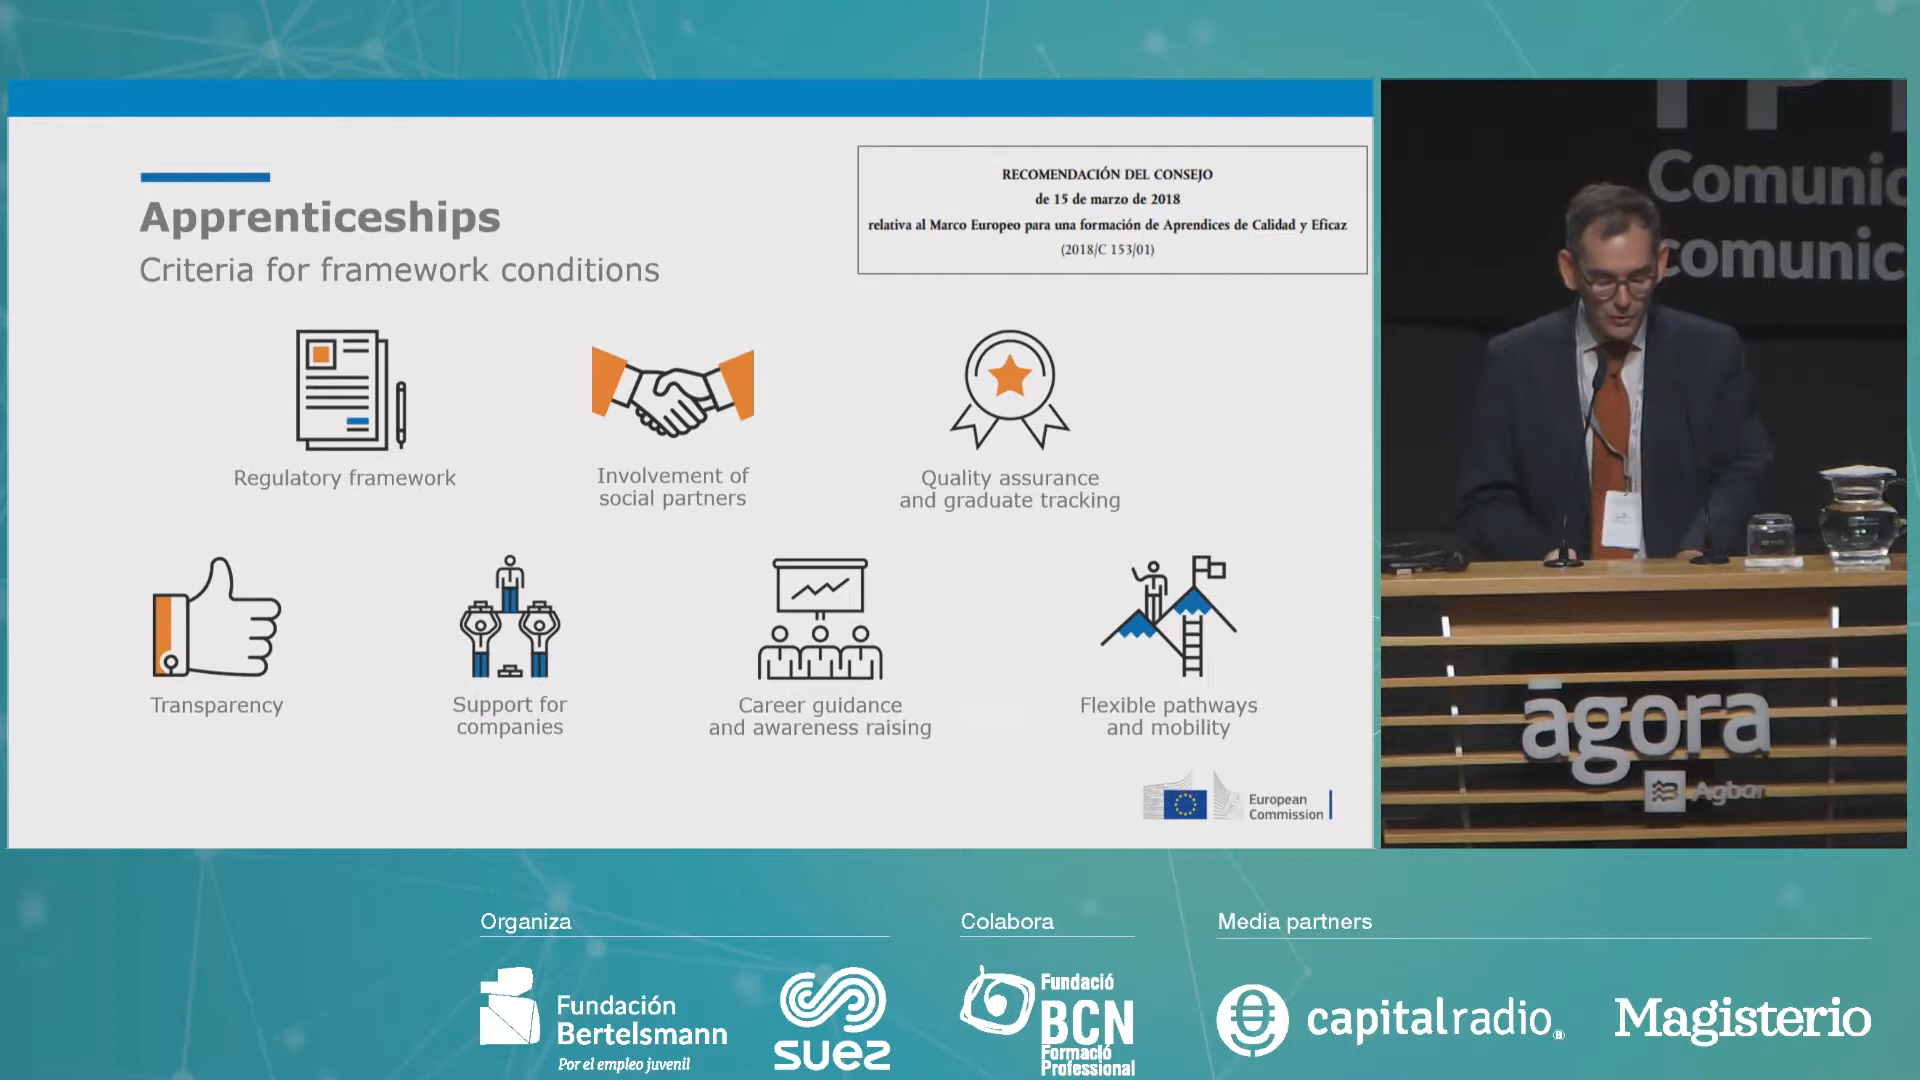 Apprenticeships
Criteria for framework conditions
RECOMENDACIÓN DEL CONSEJO
de 15 de marzo de 2018
relativa al Marco Europeo para una formación de Aprendices de Calidad y Eficaz
(2018/C 153/01)
Regulatory framework
Involvement of
social partners
Quality assurance
and graduate tracking
Transparency
Support for
companies
Career guidance
and awareness raising
Flexible pathways
and mobility
European
Commission
Comunic
comunic
àgora
Agbar
Organiza
Fundación
Bertelsmann
Por el empleo juvenil
suez
Colabora
Fundació
BCN
Formació
Professional
Media partners
capitalradio
Magisterio